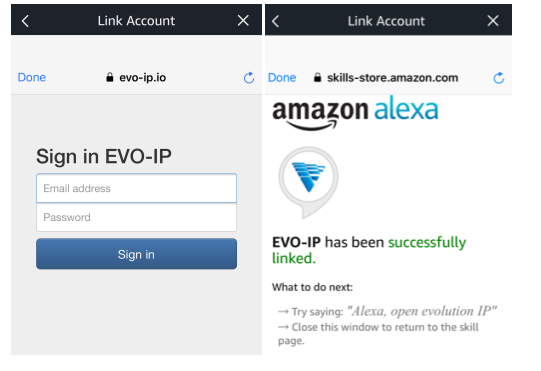 Link Account
Done
evo-ip.io
Sign in EVO-IP
Email address
Password
Sign in
Link Account
Done
skills-store.amazon.com
amazon alexa
EVO-IP has been successfully
linked.
What to do next:
→ Try saying: "Alexa, open evolution IP"
→ Close this window to return to the skill
page.